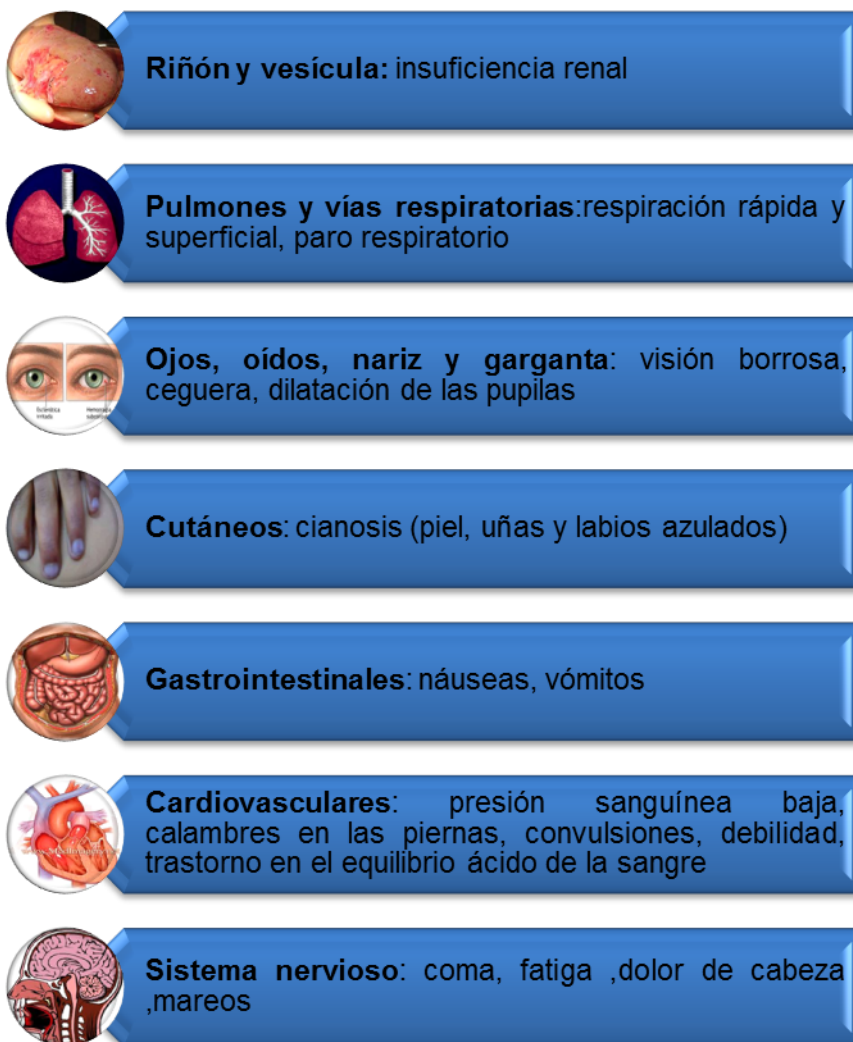 Riñón y vesícula: insuficiencia renal
Pulmones y vías respiratorias:respiración rápida y
superficial, paro respiratorio
Ojos, oídos, nariz y garganta: visión borrosa,
ceguera, dilatación de las pupilas
Esclerótica
irritada
Cutáneos: cianosis (piel, uñas y labios azulados)
Gastrointestinales: náuseas, vómitos
Cardiovasculares: presión sanguínea baja,
calambres en las piernas, convulsiones, debilidad,
trastorno en el equilibrio ácido de la sangre
Sistema nervioso: coma, fatiga ,dolor de cabeza
,mareos